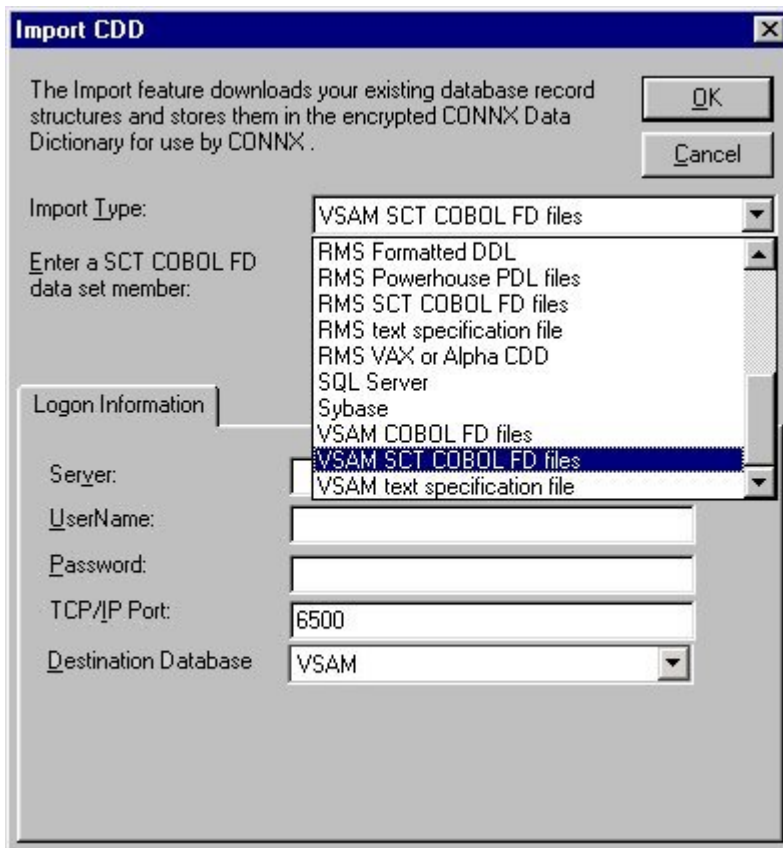 Import CDD
The Import feature downloads your existing database record
structures and stores them in the encrypted CONNX Data
Dictionary for use by CONNX .
OK
Cancel
Import Type:
VSAM SCT COBOL FD files
Enter a SCT COBOL FD
data set member:
RMS Formatted DDL
RMS Powerhouse PDL files
RMS SCT COBOL FD files
RMS text specification file
RMS VAX or Alpha CDD
SQL Server
Sybase
VSAM COBOL FD files
VSAM SCT COBOL FD files
VSAM text specification file
Logon Information
Server:
UserName:
Password:
TCP/IP Port:
6500
Destination Database
VSAM